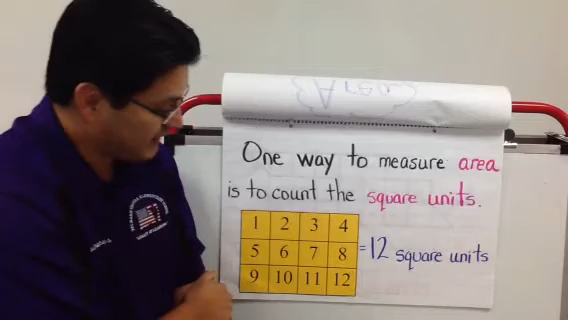 One way to measure area
is to count the square units.
1 2 3 4
5 6 7 8
9 10 11 12
= 12 square units